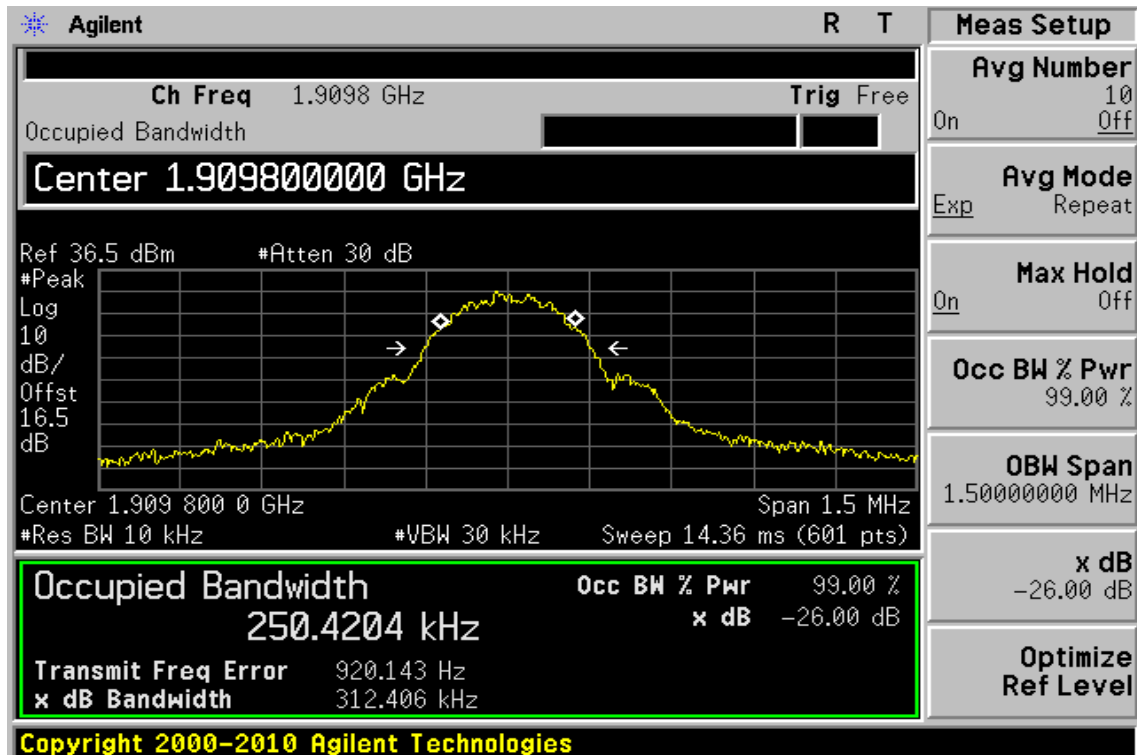 Agilent R T
Ch Freq 1.9098 GHz Trig Free
Occupied Bandwidth
Center 1.909800000 GHz
Ref 36.5 dBm #Atten 30 dB
#Peak
Log
10
dB/
Offst
16.5
dB
Center 1.909 800 0 GHz Span 1.5 MHz
#Res BW 10 kHz #VBW 30 kHz Sweep 14.36 ms (601 pts)
Occupied Bandwidth Occ BW % Pwr 99.00 %
250.4204 kHz x dB -26.00 dB
Transmit Freq Error 920.143 Hz
x dB Bandwidth 312.406 kHz
Copyright 2000-2010 Agilent Technologies
Meas Setup
Avg Number
10
On Off
Avg Mode
Exp Repeat
Max Hold
On Off
Occ BW % Pwr
99.00 %
OBW Span
1.50000000 MHz
x dB
-26.00 dB
Optimize
Ref Level